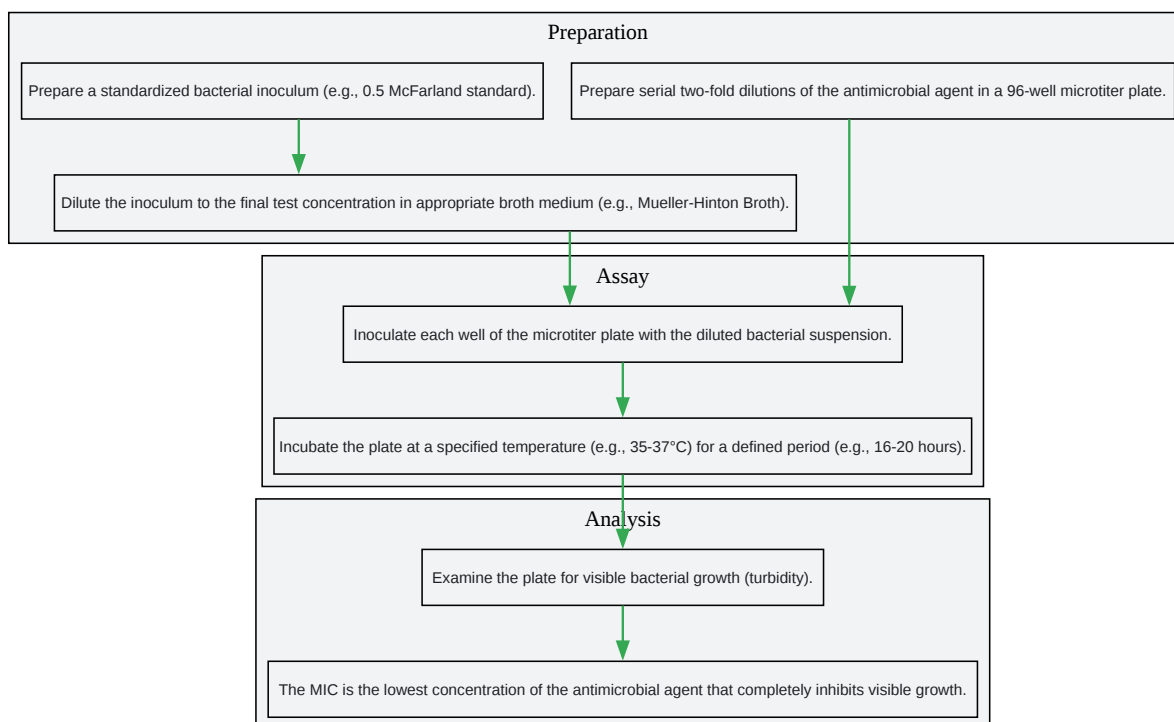 Preparation
Prepare a standardized bacterial inoculum (e.g., 0.5 McFarland standard).
Prepare serial two-fold dilutions of the antimicrobial agent in a 96-well microtiter plate.
Dilute the inoculum to the final test concentration in appropriate broth medium (e.g., Mueller-Hinton Broth).
Assay
Inoculate each well of the microtiter plate with the diluted bacterial suspension.
Incubate the plate at a specified temperature (e.g., 35-37°C) for a defined period (e.g., 16-20 hours).
Analysis
Examine the plate for visible bacterial growth (turbidity).
The MIC is the lowest concentration of the antimicrobial agent that completely inhibits visible growth.